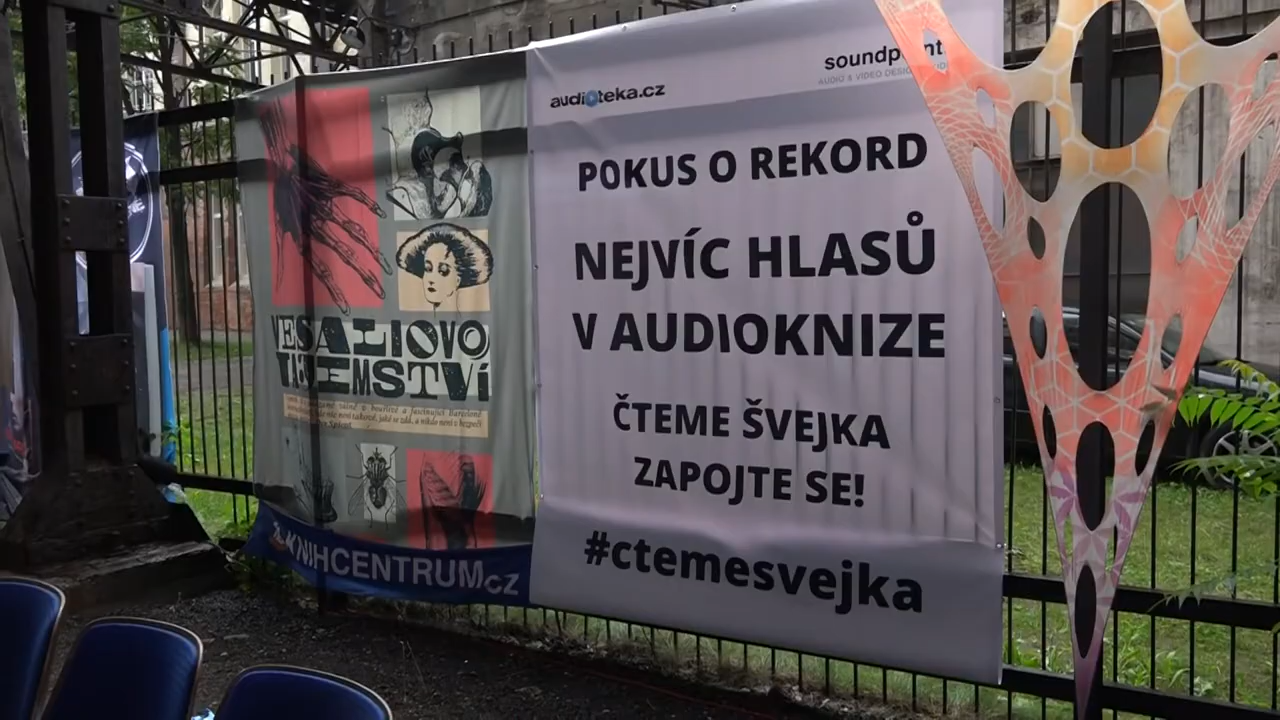 audioteka.cz
soundpoint
AUDIO & VIDEO DESIGN
POKUS O REKORD
NEJVÍC HLASŮ
V AUDIOKNIZE
ČTEME ŠVEJKA
ZAPOJTE SE!
#ctemesvejka
VESALIOVO
TAJEMSTVÍ
KNIHCENTRUM.CZ